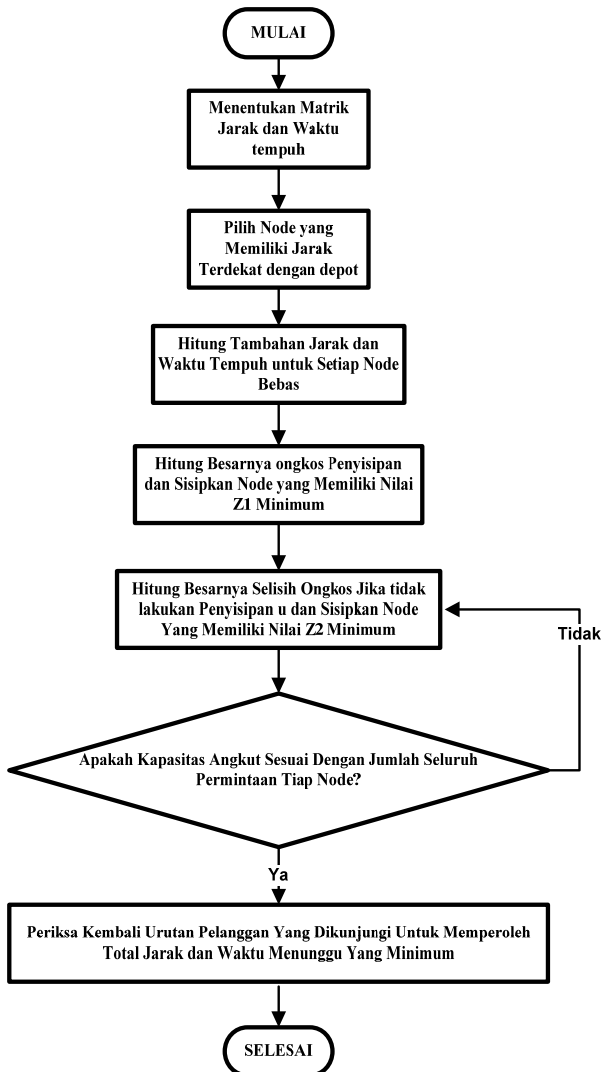 MULAI
Menentukan Matrik
Jarak dan Waktu
tempuh
Pilih Node yang
Memiliki Jarak
Terdekat dengan depot
Hitung Tambahan Jarak dan
Waktu Tempuh untuk Setiap Node
Bebas
Hitung Besarnya ongkos Penyisipan
dan Sisipkan Node yang Memiliki Nilai
Z1 Minimum
Hitung Besarnya Selisih Ongkos Jika tidak
lakukan Penyisipan u dan Sisipkan Node
Yang Memiliki Nilai Z2 Minimum
Tidak
Apakah Kapasitas Angkut Sesuai Dengan Jumlah Seluruh
Permintaan Tiap Node?
Ya
Periksa Kembali Urutan Pelanggan Yang Dikunjungi Untuk Memperoleh
Total Jarak dan Waktu Menunggu Yang Minimum
SELESAI